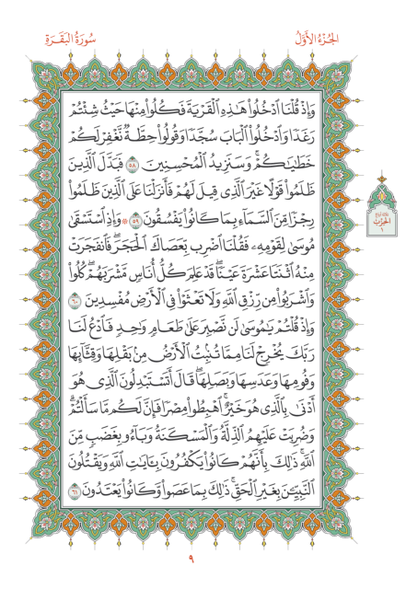 الجُزْءُ الأَوَّلُ
سُورَةُ البَقَرَةِ
وَإِذْ قُلْنَا ٱدْخُلُوا۟ هَٰذِهِ ٱلْقَرْيَةَ فَكُلُوا۟ مِنْهَا حَيْثُ شِئْتُمْ
رَغَدًا وَٱدْخُلُوا۟ ٱلْبَابَ سُجَّدًا وَقُولُوا۟ حِطَّةٌ نَّغْفِرْ لَكُمْ
خَطَٰيَٰكُمْ ۚ وَسَنَزِيدُ ٱلْمُحْسِنِينَ ٥٨ فَبَدَّلَ ٱلَّذِينَ
ظَلَمُوا۟ قَوْلًا غَيْرَ ٱلَّذِى قِيلَ لَهُمْ فَأَنزَلْنَا عَلَى ٱلَّذِينَ ظَلَمُوا۟
رِجْزًا مِّنَ ٱلسَّمَآءِ بِمَا كَانُوا۟ يَفْسُقُونَ ٥٩ ۞ وَإِذِ ٱسْتَسْقَىٰ
مُوسَىٰ لِقَوْمِهِۦ فَقُلْنَا ٱضْرِب بِّعَصَاكَ ٱلْحَجَرَ ۖ فَٱنفَجَرَتْ
مِنْهُ ٱثْنَتَا عَشْرَةَ عَيْنًا ۖ قَدْ عَلِمَ كُلُّ أُنَاسٍ مَّشْرَبَهُمْ ۖ كُلُوا۟
وَٱشْرَبُوا۟ مِن رِّزْقِ ٱللَّهِ وَلَا تَعْثَوْا۟ فِى ٱلْأَرْضِ مُفْسِدِينَ ٦٠
وَإِذْ قُلْتُمْ يَٰمُوسَىٰ لَن نَّصْبِرَ عَلَىٰ طَعَامٍ وَٰحِدٍ فَٱدْعُ لَنَا
رَبَّكَ يُخْرِجْ لَنَا مِمَّا تُنۢبِتُ ٱلْأَرْضُ مِنۢ بَقْلِهَا وَقِثَّآئِهَا
وَفُومِهَا وَعَدَسِهَا وَبَصَلِهَا ۖ قَالَ أَتَسْتَبْدِلُونَ ٱلَّذِى هُوَ
أَدْنَىٰ بِٱلَّذِى هُوَ خَيْرٌ ۚ ٱهْبِطُوا۟ مِصْرًا فَإِنَّ لَكُم مَّا سَأَلْتُمْ ۗ
وَضُرِبَتْ عَلَيْهِمُ ٱلذِّلَّةُ وَٱلْمَسْكَنَةُ وَبَآءُو بِغَضَبٍ مِّنَ
ٱللَّهِ ۗ ذَٰلِكَ بِأَنَّهُمْ كَانُوا۟ يَكْفُرُونَ بِـَٔايَٰتِ ٱللَّهِ وَيَقْتُلُونَ
ٱلنَّبِيِّـۧنَ بِغَيْرِ ٱلْحَقِّ ۗ ذَٰلِكَ بِمَا عَصَوا۟ وَّكَانُوا۟ يَعْتَدُونَ ٦١
٩